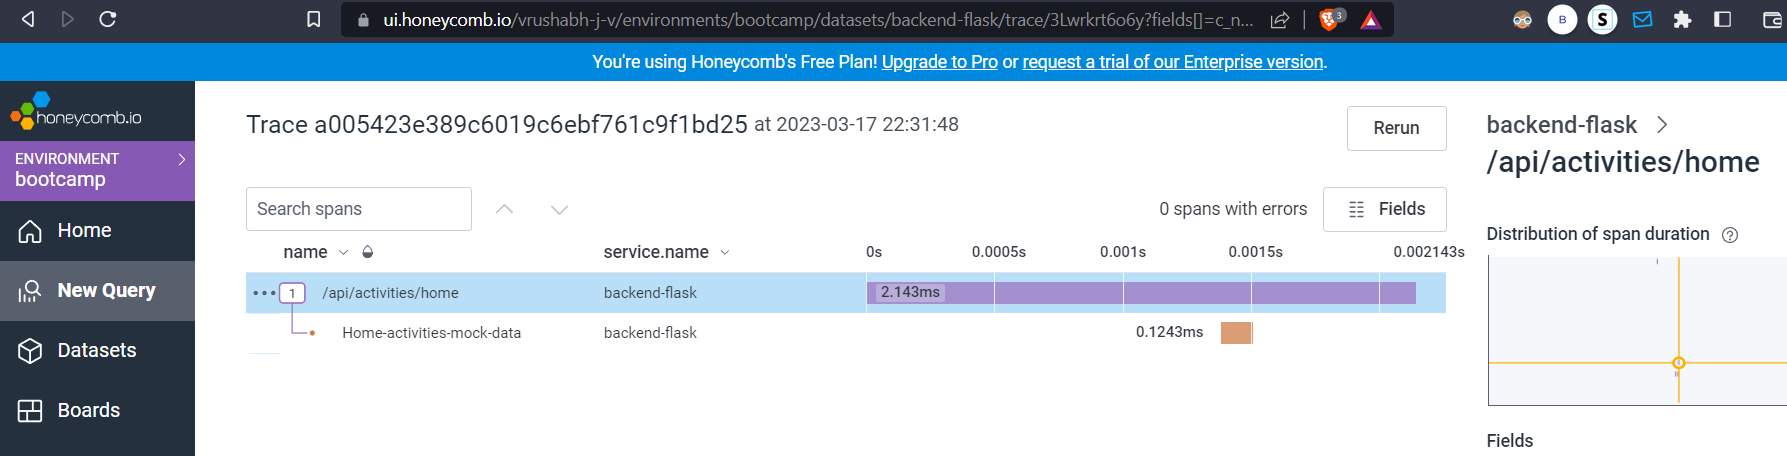 ui.honeycomb.io/vrushabh-j-v/environments/bootcamp/datasets/backend-flask/trace/3Lwrkrt6o6y?fields[]=c_n...
3
B
S
You're using Honeycomb's Free Plan! Upgrade to Pro or request a trial of our Enterprise version.
honeycomb.io
ENVIRONMENT
bootcamp
Home
New Query
Datasets
Boards
Trace a005423e389c6019c6ebf761c9f1bd25 at 2023-03-17 22:31:48
Rerun
Search spans
0 spans with errors
Fields
name service.name 0s 0.0005s 0.001s 0.0015s 0.002143s
1 /api/activities/home backend-flask 2.143ms
Home-activities-mock-data backend-flask 0.1243ms
backend-flask
/api/activities/home
Distribution of span duration
Fields